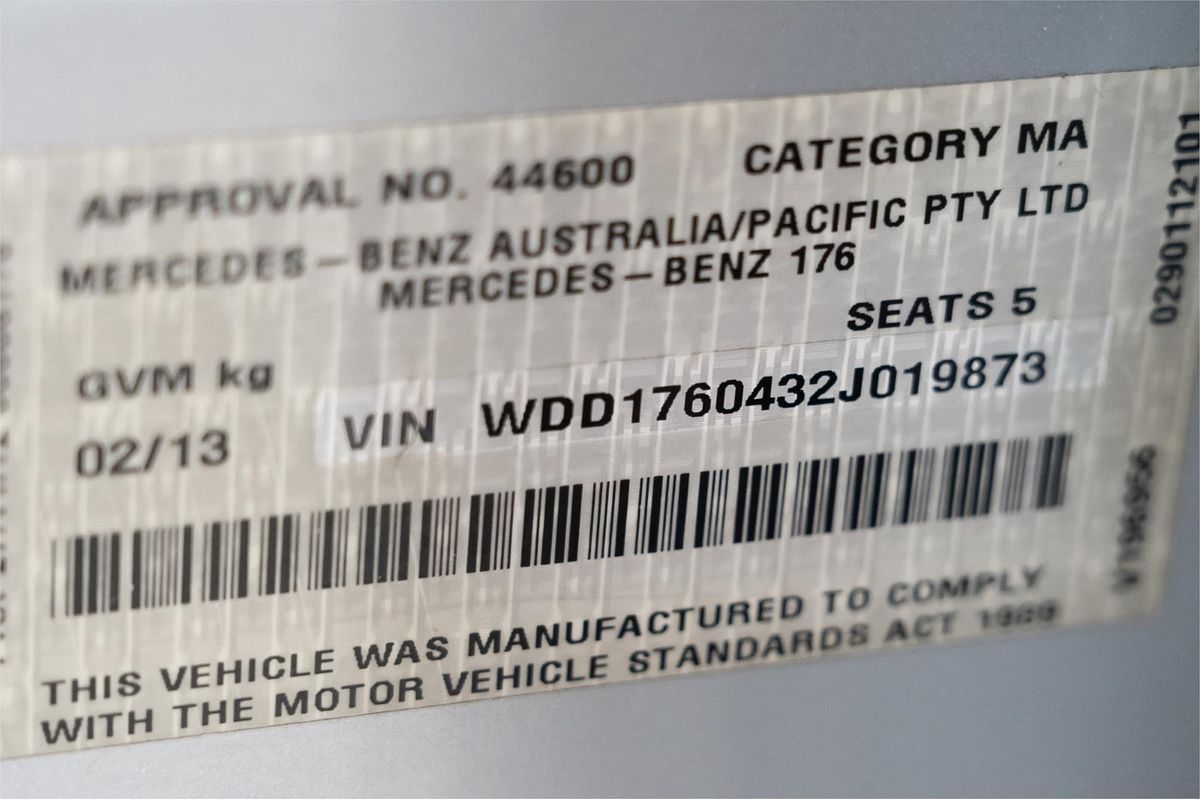 APPROVAL NO. 44600 CATEGORY MA
MERCEDES-BENZ AUSTRALIA/PACIFIC PTY LTD
MERCEDES-BENZ 176
SEATS 5
GVM kg
02/13
VIN WDD1760432J019873
THIS VEHICLE WAS MANUFACTURED TO COMPLY
WITH THE MOTOR VEHICLE STANDARDS ACT 1989
0290112101